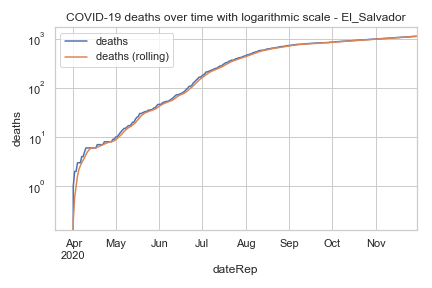 COVID-19 deaths over time with logarithmic scale - El_Salvador
deaths
deaths (rolling)
deaths
10³
10²
10¹
10⁰
Apr
2020
May
Jun
Jul
Aug
Sep
Oct
Nov
dateRep